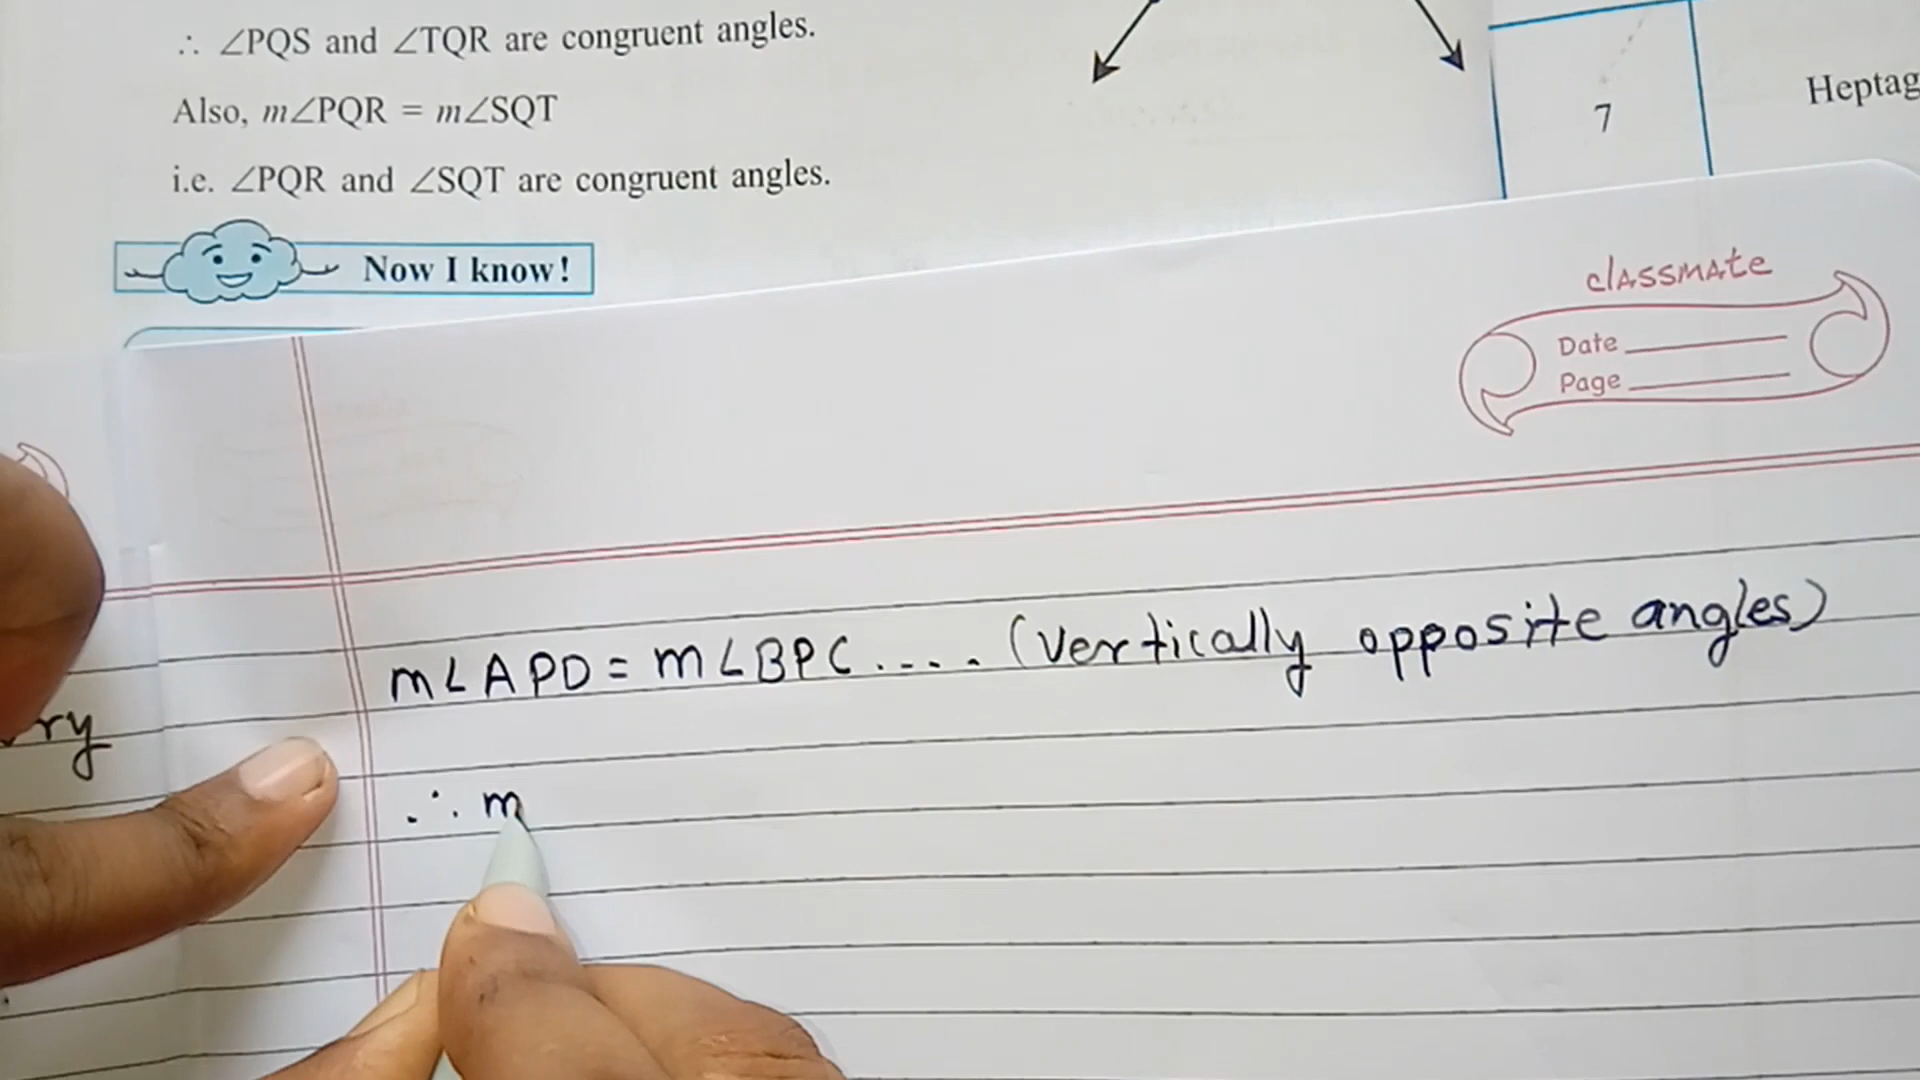 ∴ ∠PQS and ∠TQR are congruent angles.
Also, m∠PQR = m∠SQT
i.e. ∠PQR and ∠SQT are congruent angles.
Now I know!
7
Heptag
classmate
Date
Page
m∠APD = m∠BPC .... (vertically opposite angles)
ry
∴ m